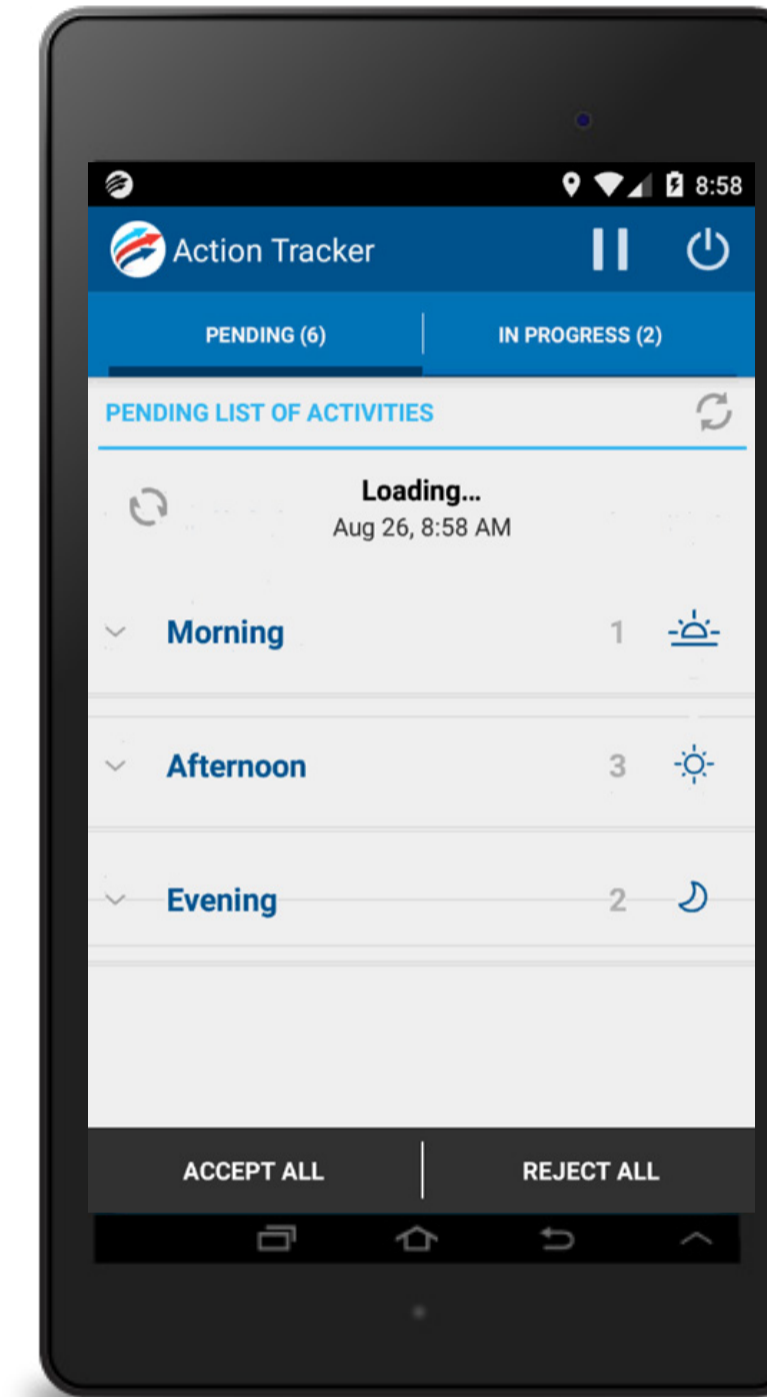 8:58
Action Tracker
PENDING (6)
IN PROGRESS (2)
PENDING LIST OF ACTIVITIES
Loading...
Aug 26, 8:58 AM
Morning 1
Afternoon 3
Evening 2
ACCEPT ALL
REJECT ALL